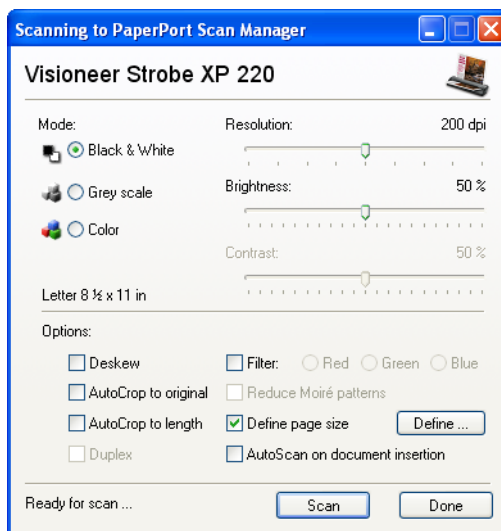 Scanning to PaperPort Scan Manager
Visioneer Strobe XP 220
Mode:
Black & White
Grey scale
Color
Letter 8 ½ x 11 in
Resolution: 200 dpi
Brightness: 50 %
Contrast: 50 %
Options:
Deskew
AutoCrop to original
AutoCrop to length
Duplex
Filter: Red Green Blue
Reduce Moiré patterns
Define page size Define ...
AutoScan on document insertion
Ready for scan ... Scan Done